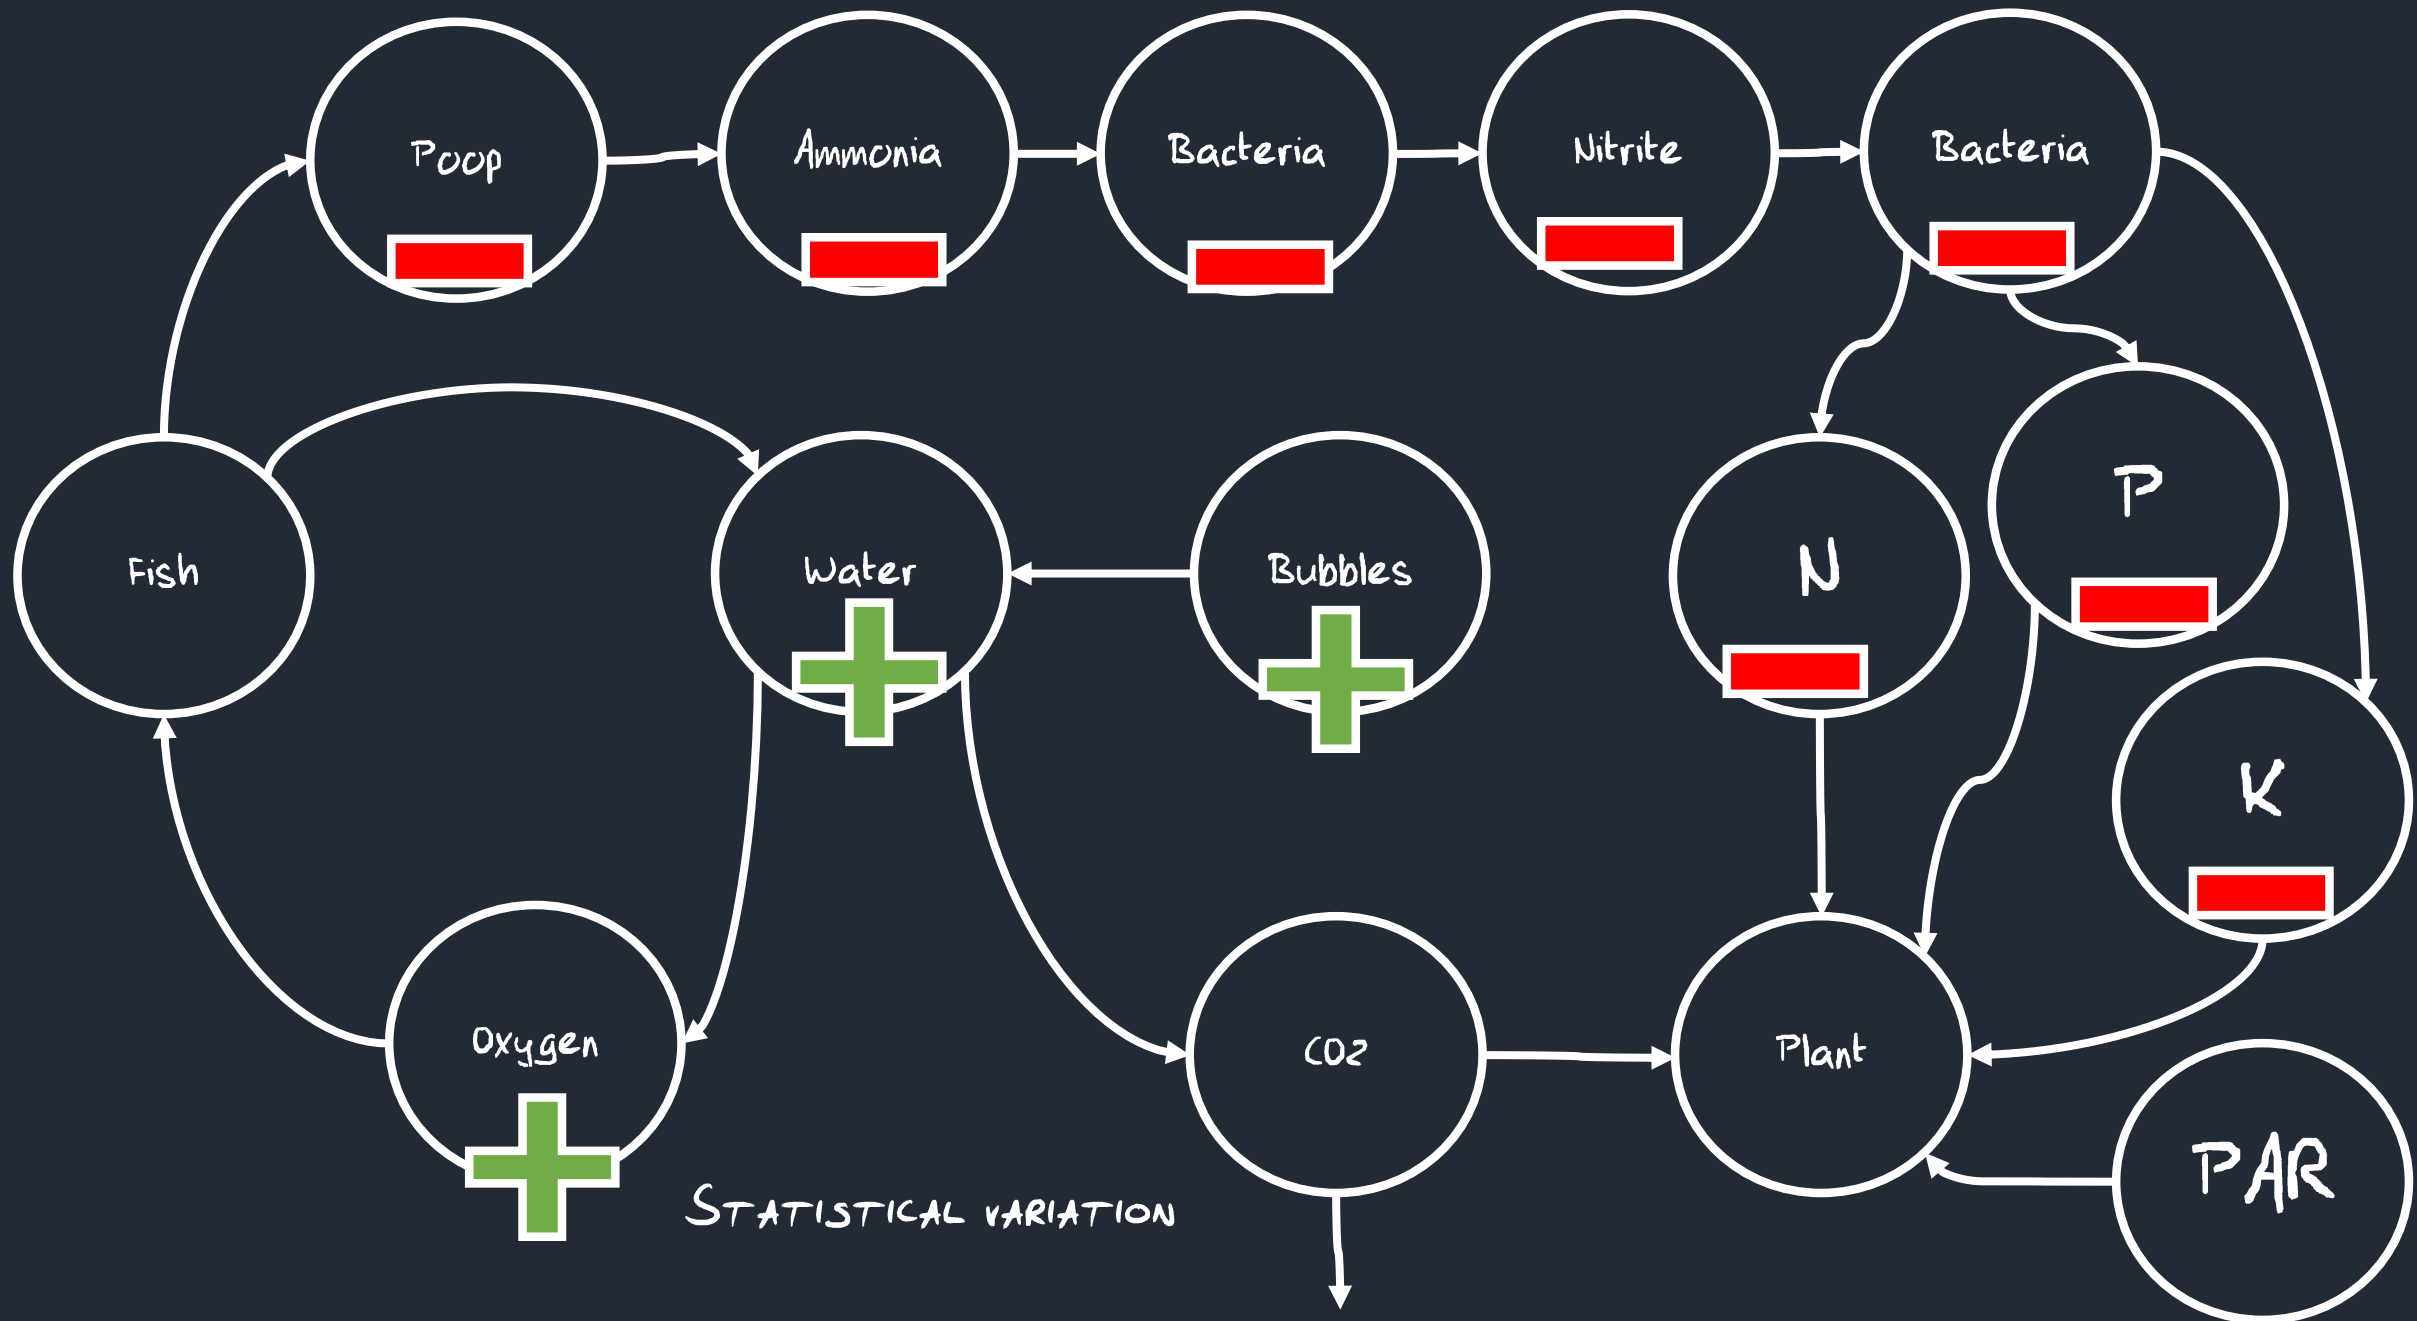 Poop
Ammonia
Bacteria
Nitrite
Bacteria
Fish
Water
Bubbles
N
P
K
Oxygen
CO2
Plant
PAR
STATISTICAL VARIATION